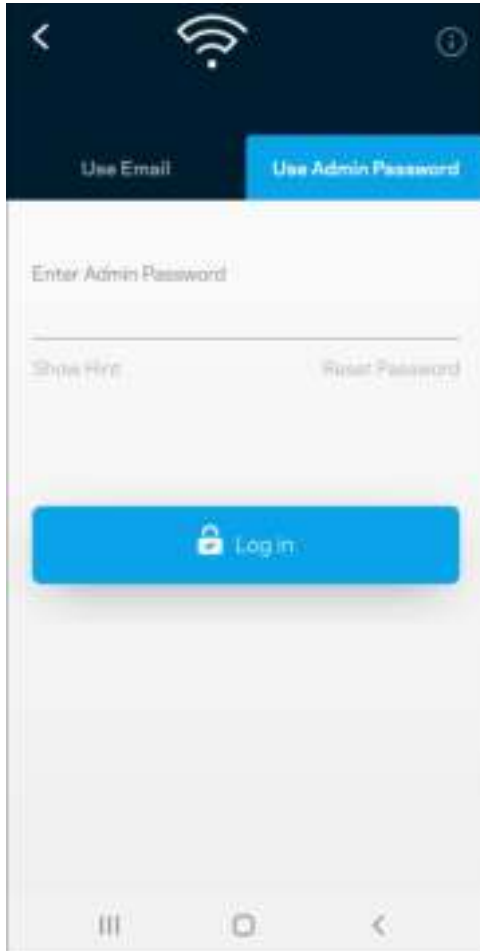 Use Email
Use Admin Password
Enter Admin Password
Show Hint
Reset Password
Log in